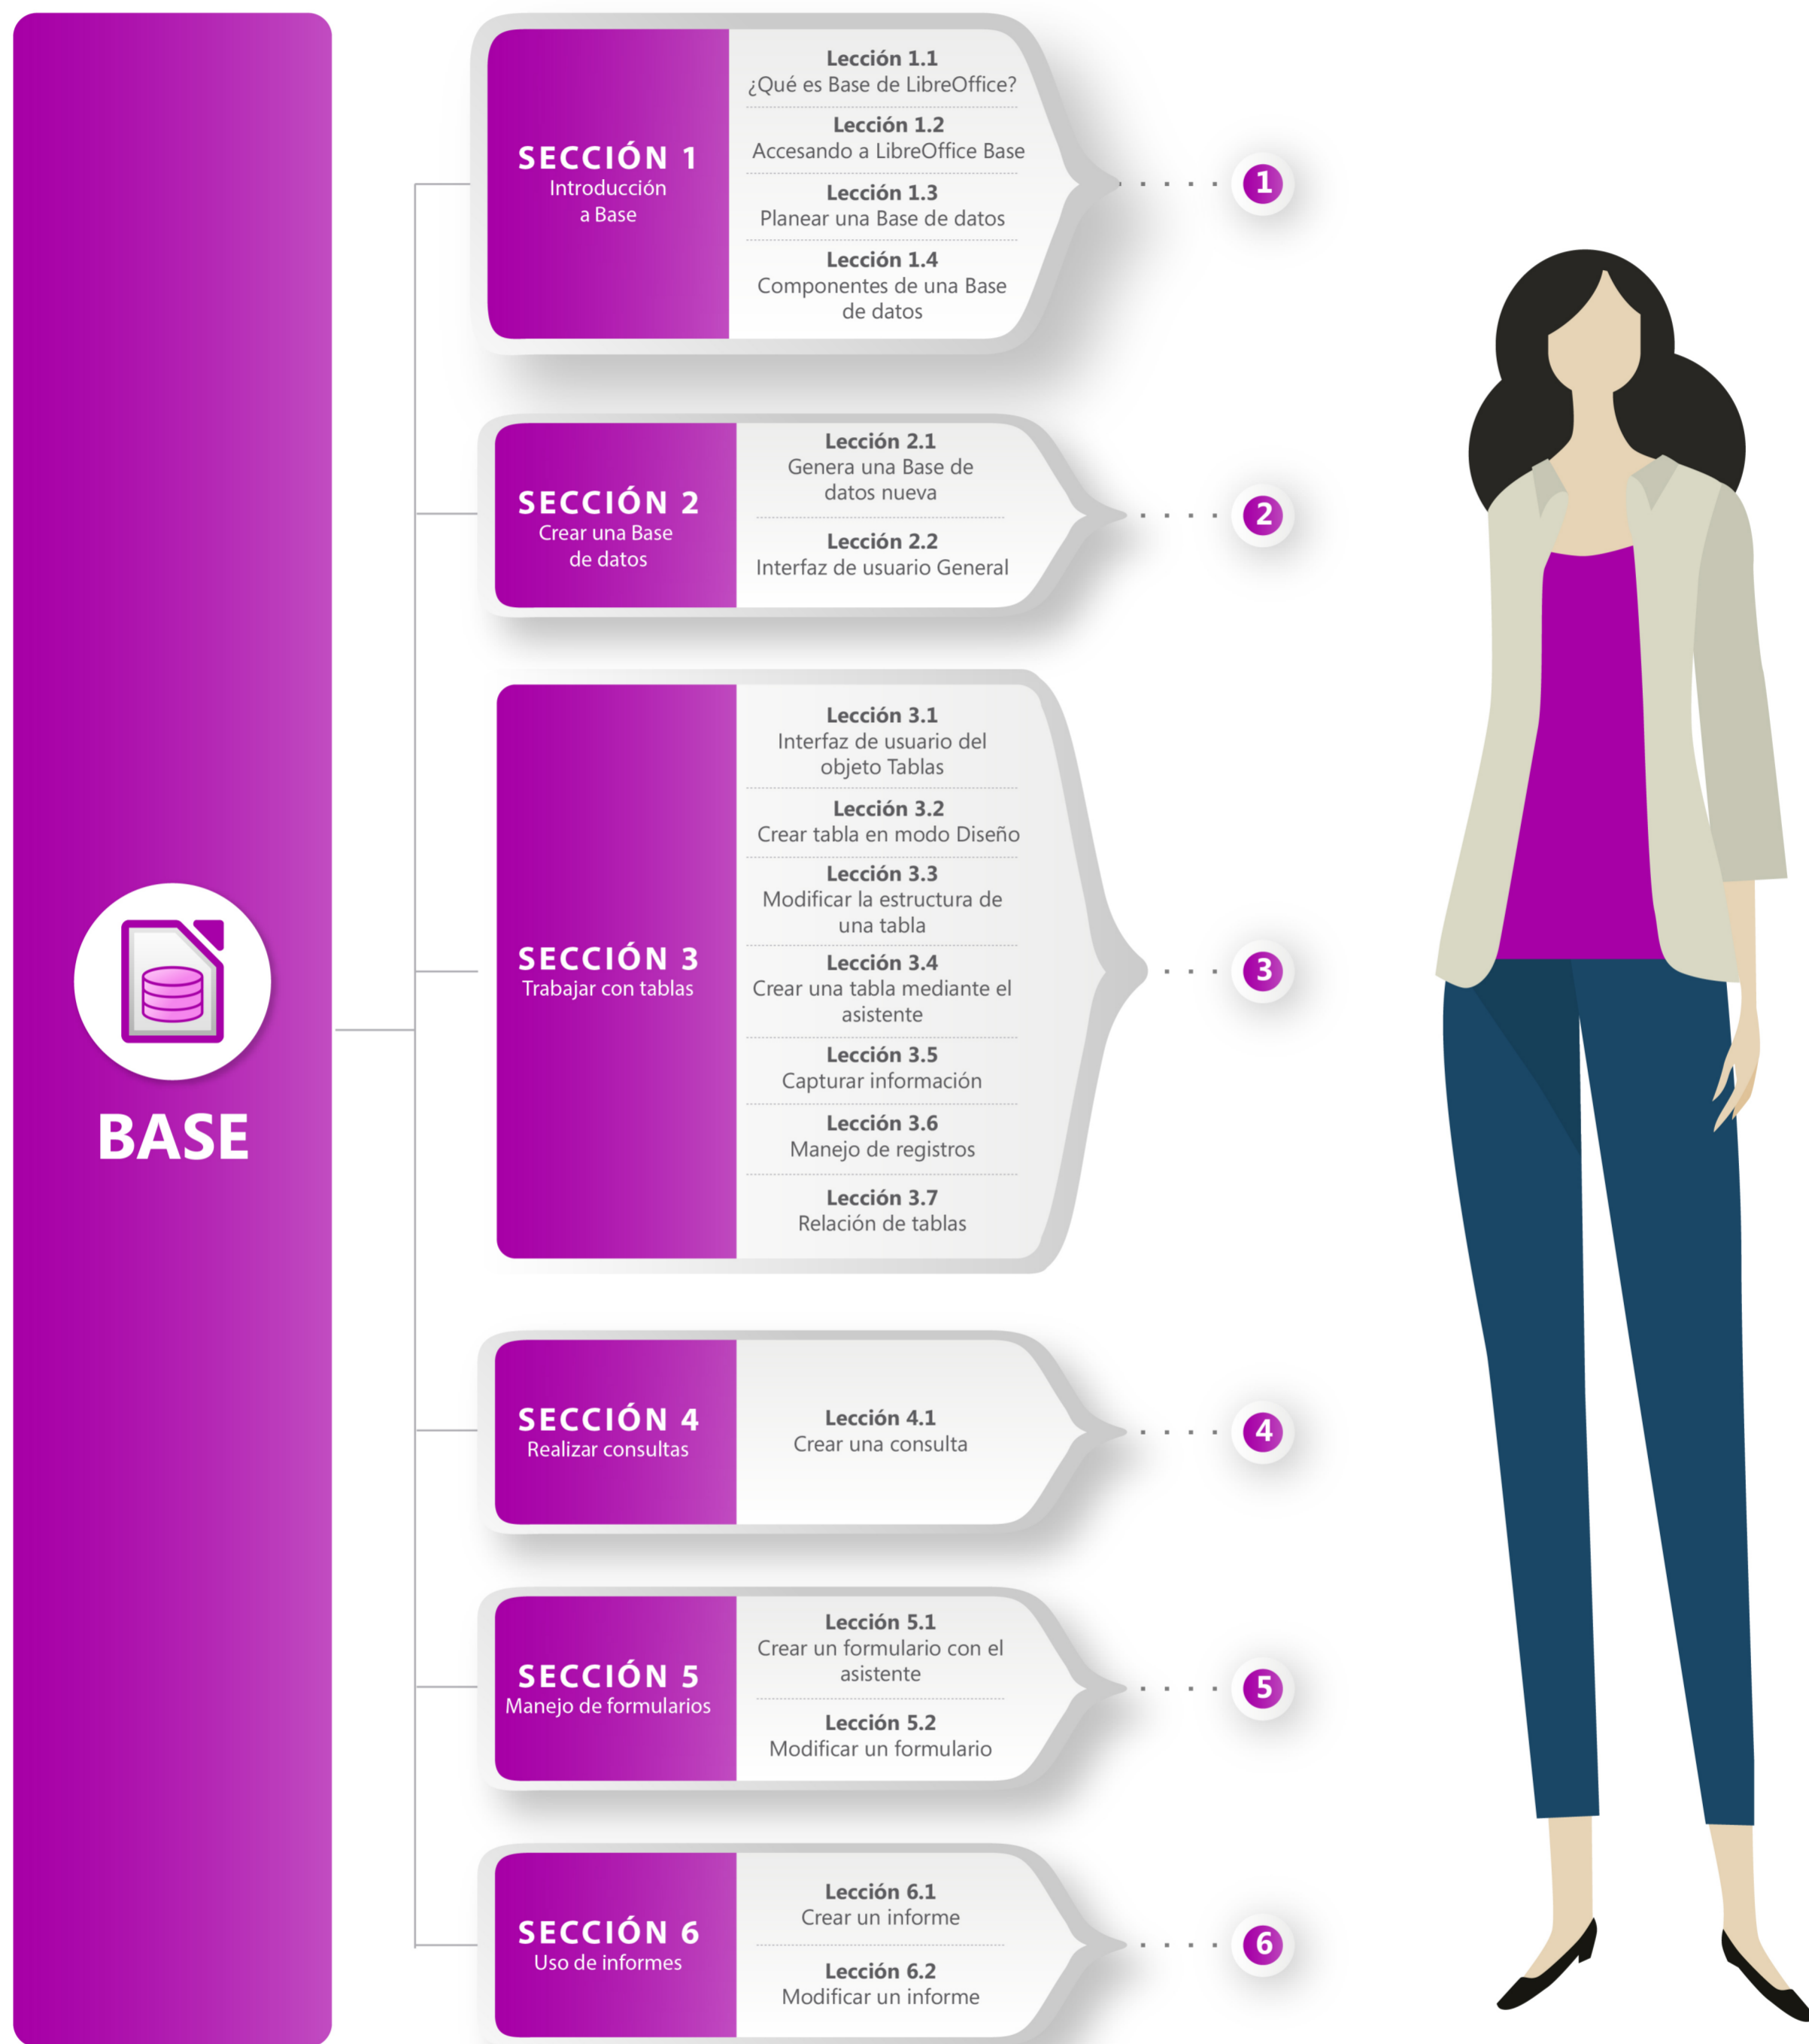 BASE
SECCIÓN 1
Introducción
a Base
Lección 1.1
¿Qué es Base de LibreOffice?
Lección 1.2
Accesando a LibreOffice Base
Lección 1.3
Planear una Base de datos
Lección 1.4
Componentes de una Base
de datos
1
SECCIÓN 2
Crear una Base
de datos
Lección 2.1
Genera una Base de
datos nueva
Lección 2.2
Interfaz de usuario General
2
SECCIÓN 3
Trabajar con tablas
Lección 3.1
Interfaz de usuario del
objeto Tablas
Lección 3.2
Crear tabla en modo Diseño
Lección 3.3
Modificar la estructura de
una tabla
Lección 3.4
Crear una tabla mediante el
asistente
Lección 3.5
Capturar información
Lección 3.6
Manejo de registros
Lección 3.7
Relación de tablas
3
SECCIÓN 4
Realizar consultas
Lección 4.1
Crear una consulta
4
SECCIÓN 5
Manejo de formularios
Lección 5.1
Crear un formulario con el
asistente
Lección 5.2
Modificar un formulario
5
SECCIÓN 6
Uso de informes
Lección 6.1
Crear un informe
Lección 6.2
Modificar un informe
6